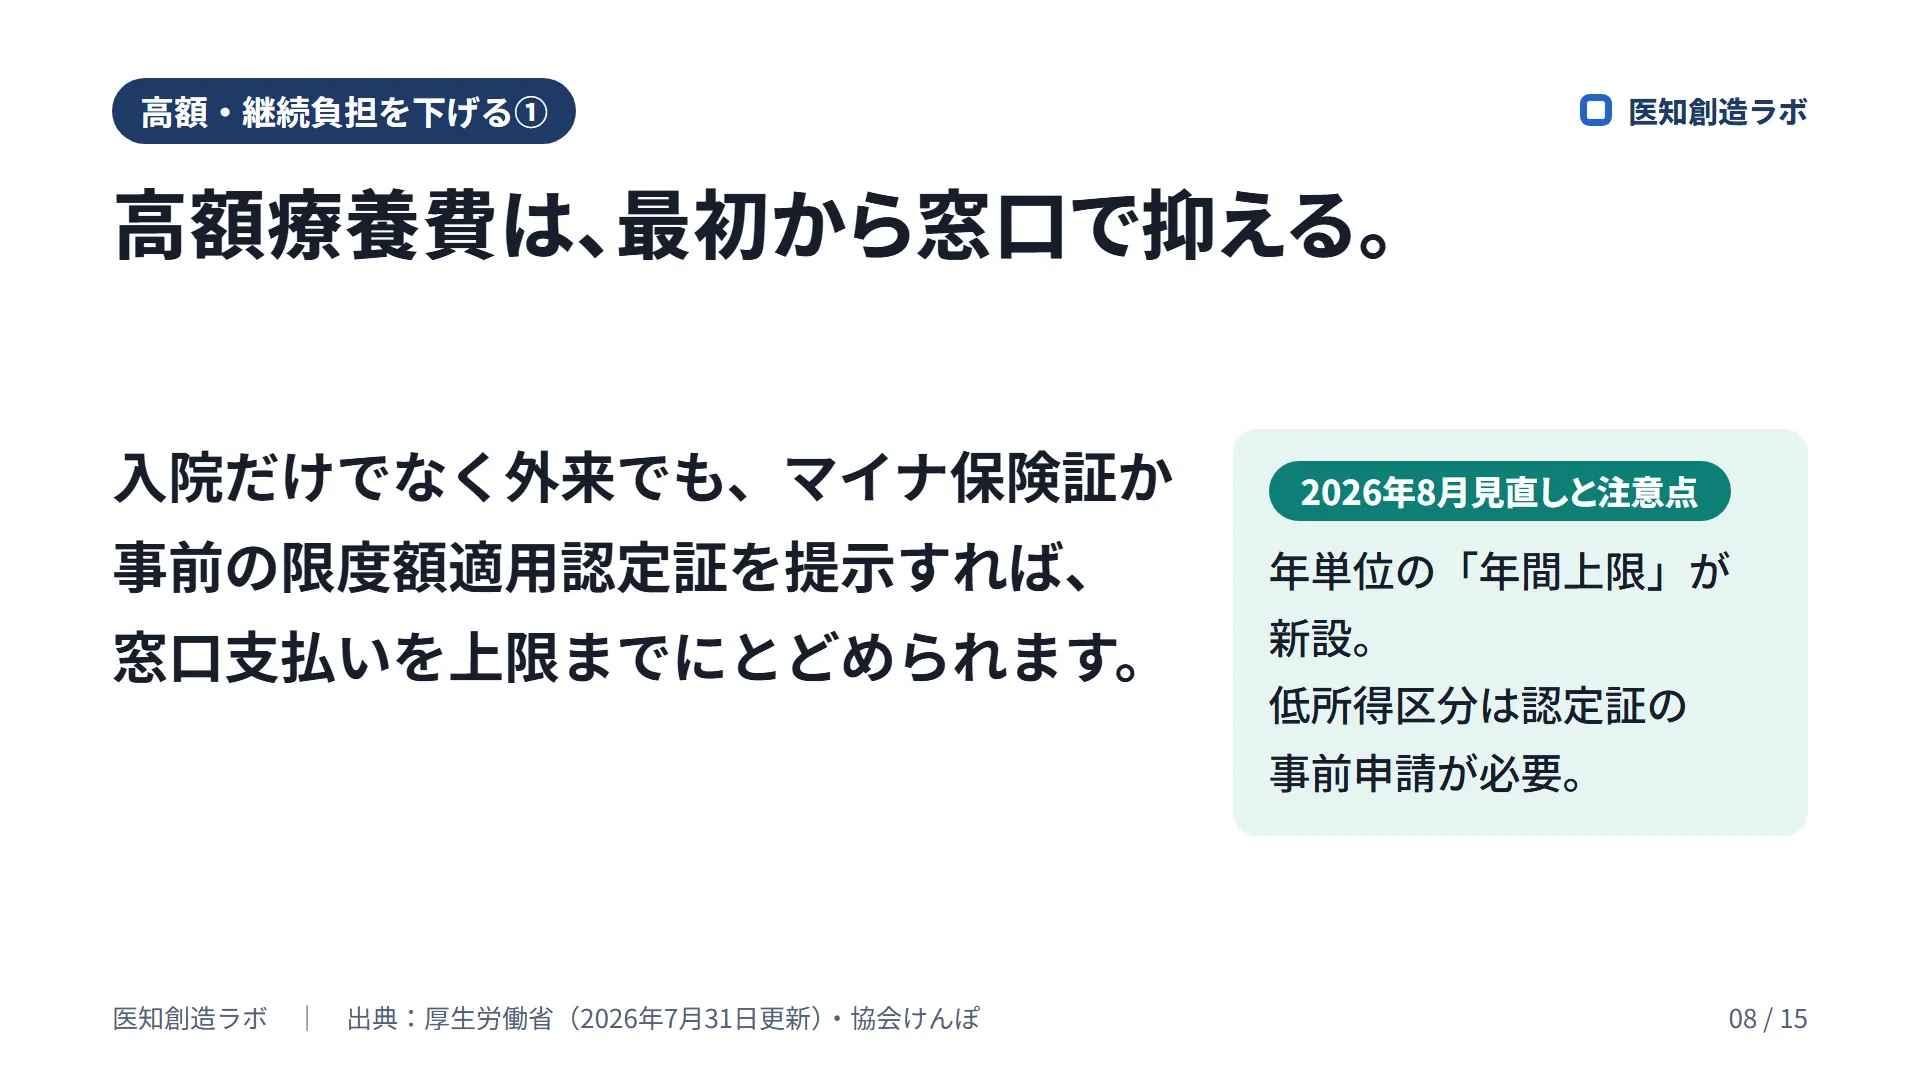 高額・継続負担を下げる①
医知創造ラボ
高額療養費は、最初から窓口で抑える。
入院だけでなく外来でも、マイナ保険証か
事前の限度額適用認定証を提示すれば、
窓口支払いを上限までにとどめられます。
2026年8月見直しと注意点
年単位の「年間上限」が
新設。
低所得区分は認定証の
事前申請が必要。
医知創造ラボ ｜ 出典：厚生労働省（2026年7月31日更新）・協会けんぽ
08 / 15